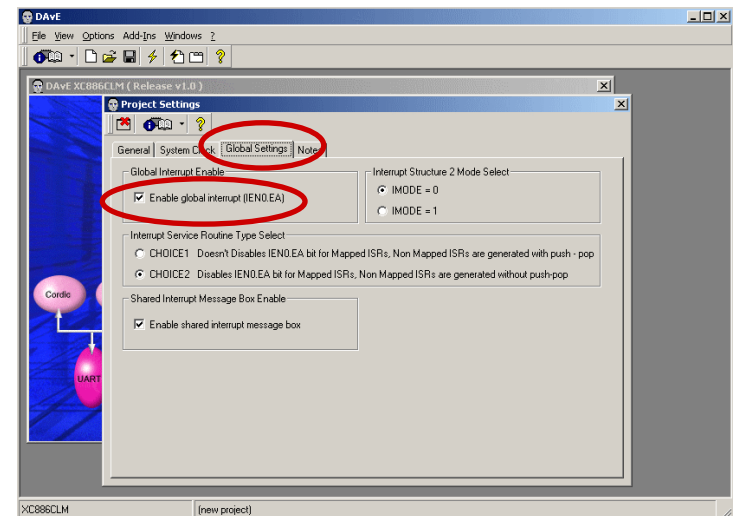 DAvE
File View Options Add-Ins Windows ?
DAvE XC886CLM ( Release v1.0 )
Project Settings
General System Clock Global Settings Notes
Global Interrupt Enable
Enable global interrupt (IEN0.EA)
Interrupt Structure 2 Mode Select
IMODE = 0
IMODE = 1
Interrupt Service Routine Type Select
CHOICE1 Doesn't Disables IEN0.EA bit for Mapped ISRs, Non Mapped ISRs are generated with push - pop
CHOICE2 Disables IEN0.EA bit for Mapped ISRs, Non Mapped ISRs are generated without push-pop
Shared Interrupt Message Box Enable
Enable shared interrupt message box
Cordic
UART
XC886CLM (new project)